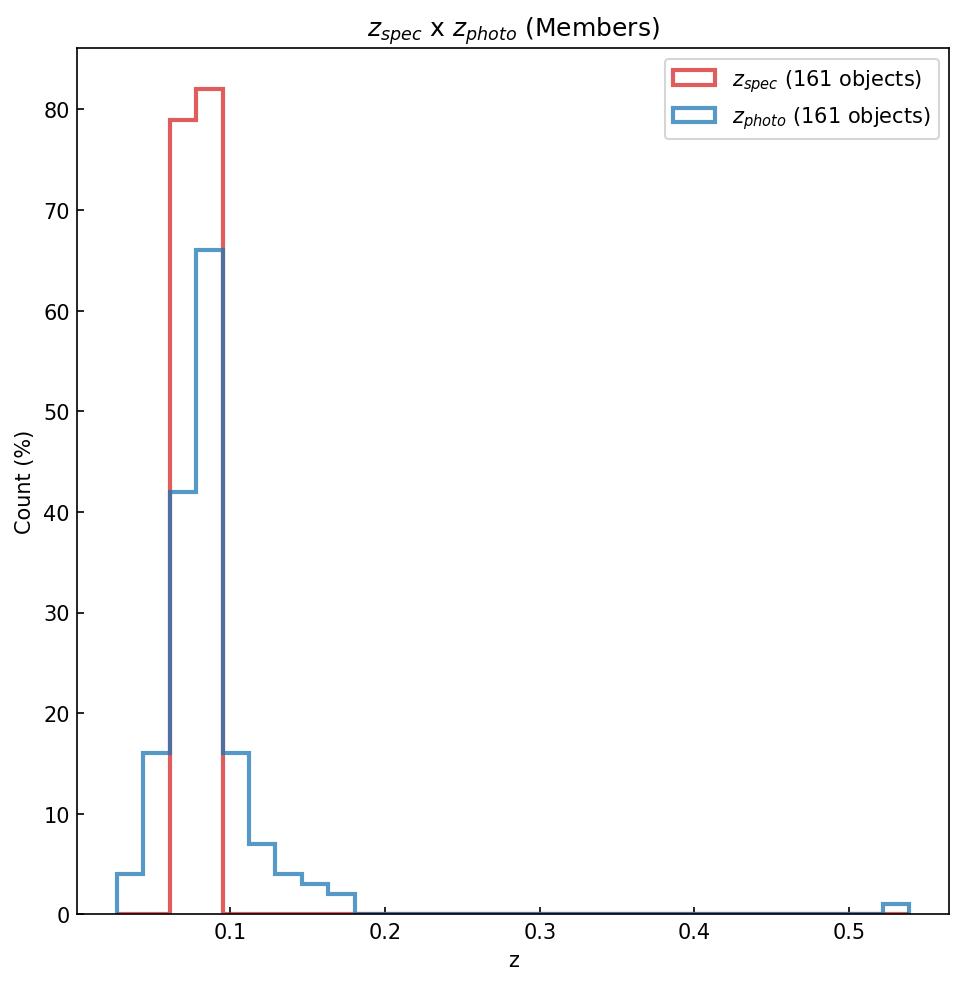 z_spec x z_photo (Members)
z_spec (161 objects)
z_photo (161 objects)
Count (%)
80
70
60
50
40
30
20
10
0
0.1 0.2 0.3 0.4 0.5
z